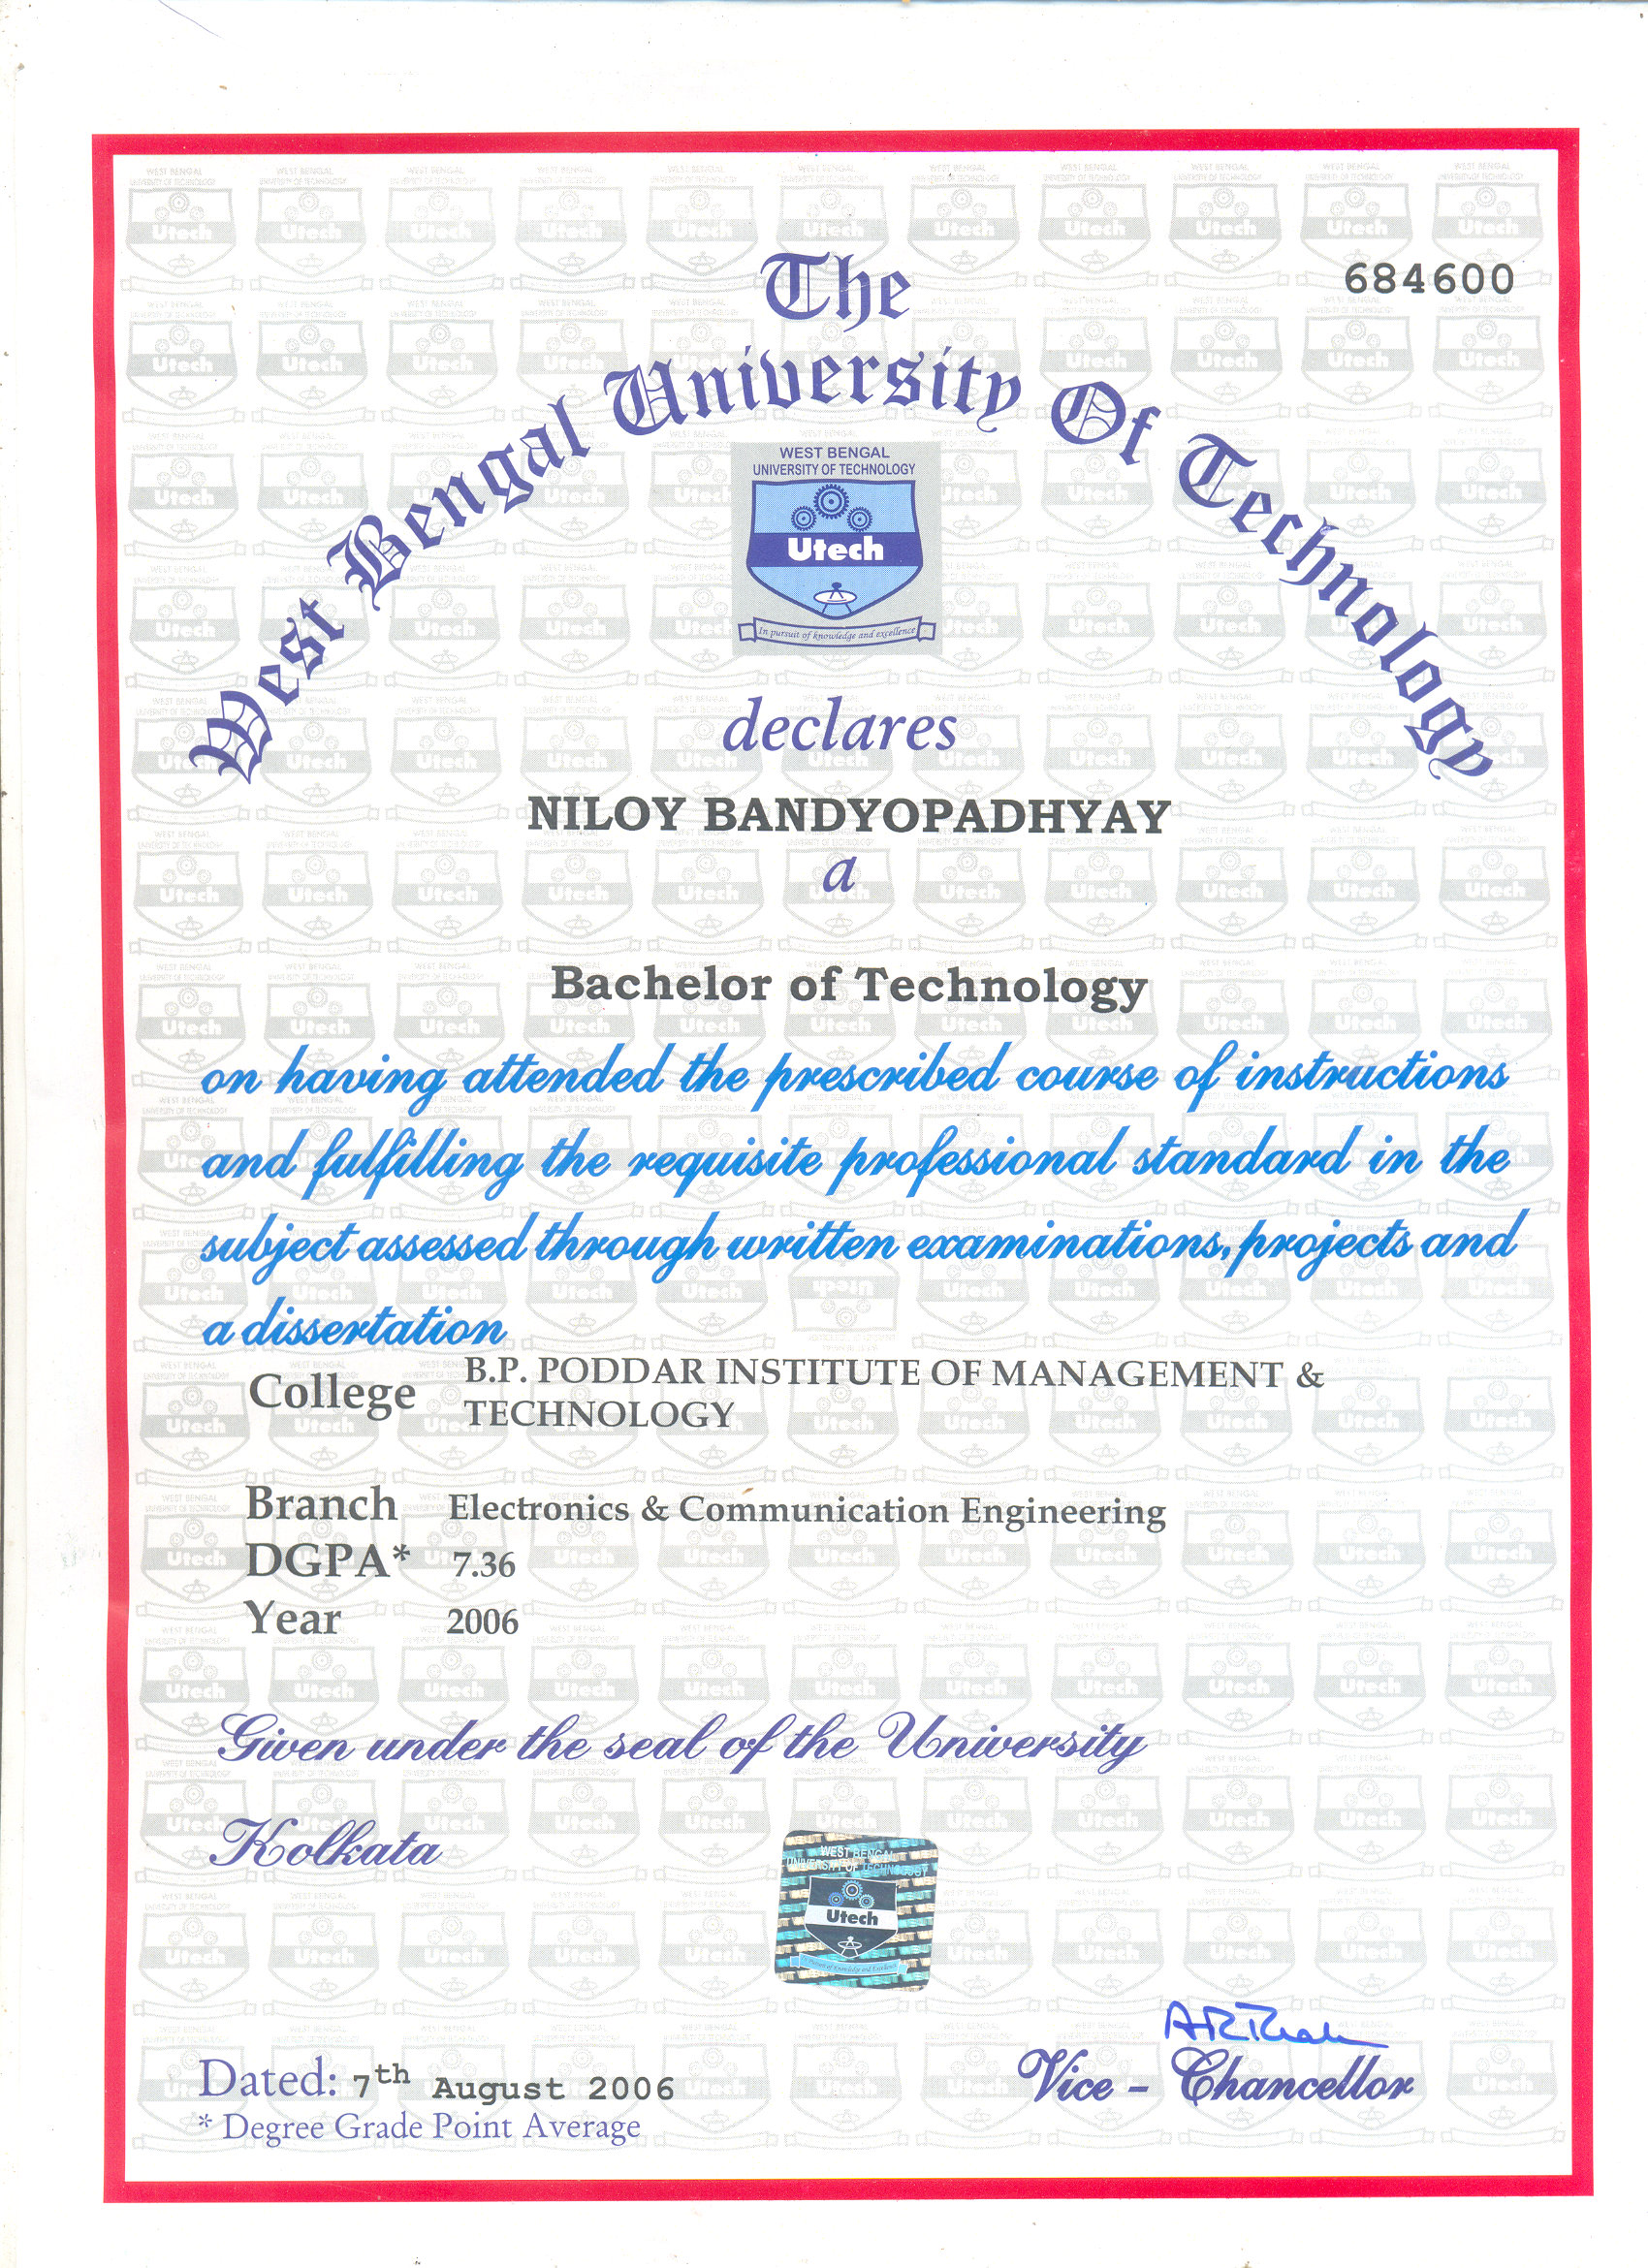 684600
The
West Bengal University Of Technology
WEST BENGAL
UNIVERSITY OF TECHNOLOGY
Utech
In pursuit of knowledge and excellence
declares
NILOY BANDYOPADHYAY
a
Bachelor of Technology
on having attended the prescribed course of instructions
and fulfilling the requisite professional standard in the
subject assessed through written examinations, projects and
a dissertation
College B.P. PODDAR INSTITUTE OF MANAGEMENT &
TECHNOLOGY
Branch Electronics & Communication Engineering
DGPA* 7.36
Year 2006
Given under the seal of the University
Kolkata
WEST BENGAL
UNIVERSITY OF TECHNOLOGY
Utech
Vice - Chancellor
Dated: 7th August 2006
* Degree Grade Point Average